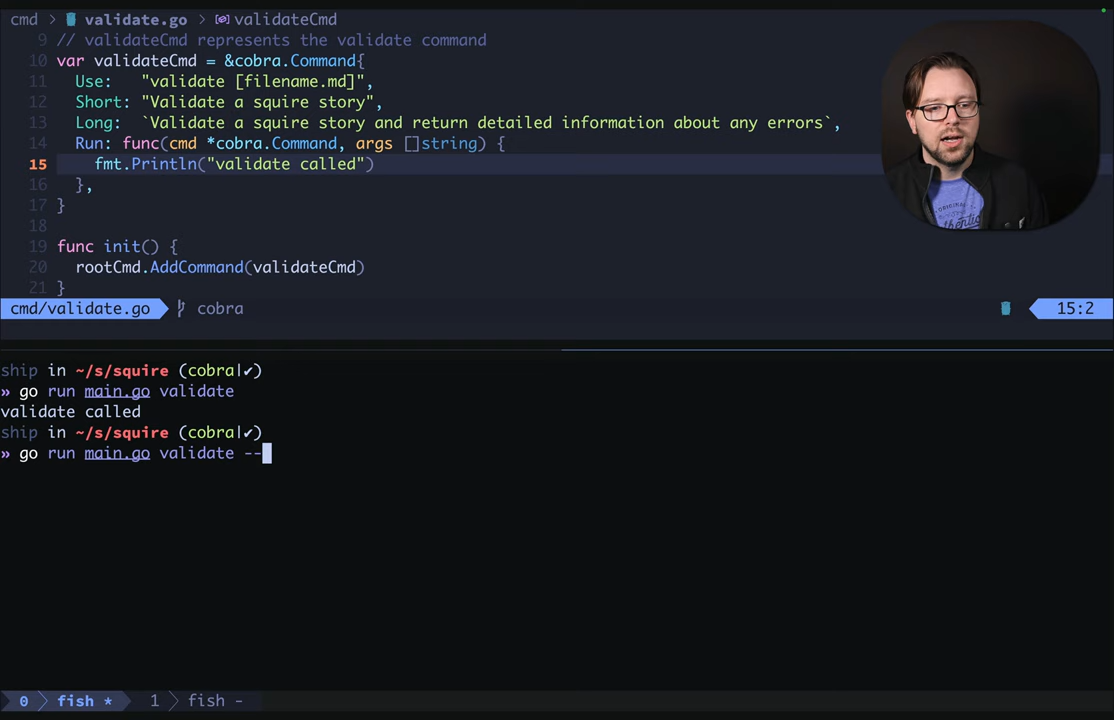 cmd > validate.go > validateCmd
9 // validateCmd represents the validate command
10 var validateCmd = &cobra.Command{
11 Use: "validate [filename.md]",
12 Short: "Validate a squire story",
13 Long: `Validate a squire story and return detailed information about any errors`,
14 Run: func(cmd *cobra.Command, args []string) {
15 fmt.Println("validate called")
16 },
17 }
18
19 func init() {
20 rootCmd.AddCommand(validateCmd)
21 }
cmd/validate.go cobra 15:2
ship in ~/s/squire (cobra|✔)
» go run main.go validate
validate called
ship in ~/s/squire (cobra|✔)
» go run main.go validate --
0 fish * 1 fish -